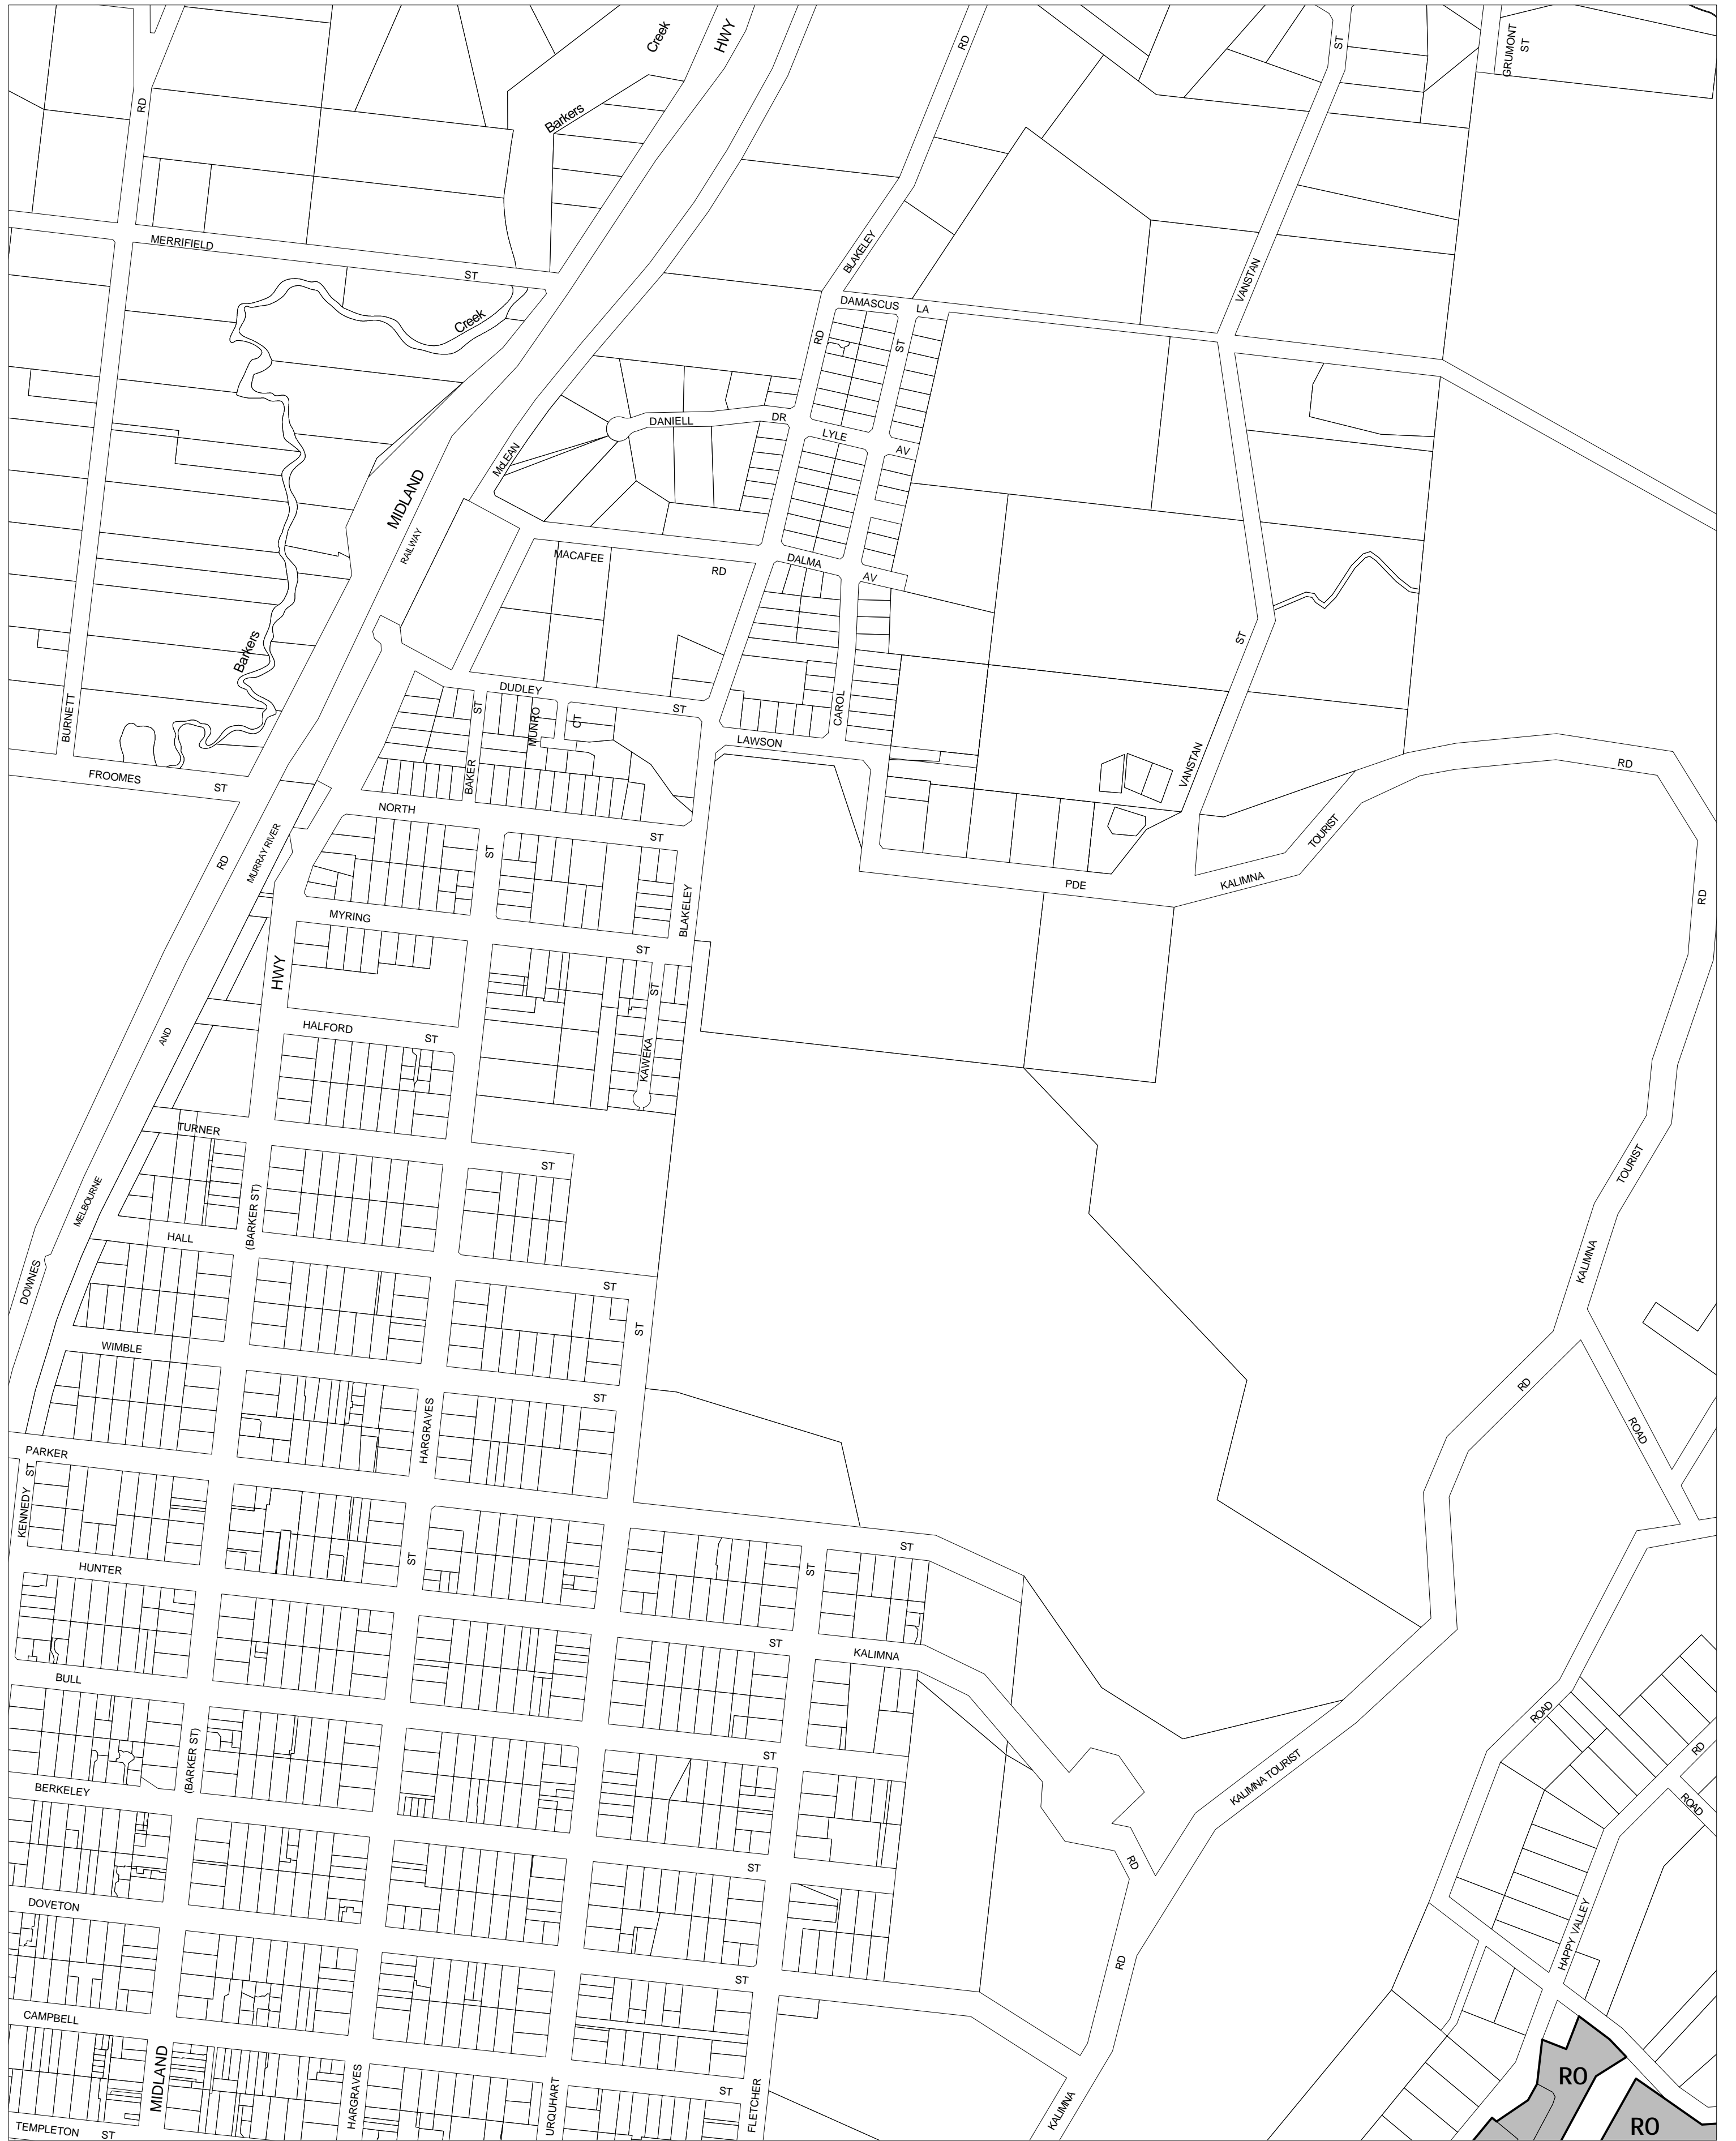 Creek
HWY
RD
ST
GRUMONT
ST
RD
Barkers
MERRIFIELD
ST
BLAKELEY
VANSTAN
Creek
DAMASCUS
LA
RD
ST
DANIELL
DR
LYLE
AV
McLEAN
MIDLAND
RAILWAY
MACAFEE
RD
DALMA
AV
Barkers
ST
BURNETT
DUDLEY
ST
ST
MUNRO
CT
CAROL
LAWSON
VANSTAN
RD
FROOMES
ST
BAKER
NORTH
ST
ST
TOURIST
MURRAY RIVER
RD
PDE
KALIMNA
RD
BLAKELEY
MYRING
ST
HWY
ST
AND
HALFORD
ST
KAWEKA
TURNER
ST
TOURIST
MELBOURNE
(BARKER ST)
HALL
KALIMNA
DOWNES
ST
ST
WIMBLE
RD
ST
HARGRAVES
ROAD
PARKER
ST
KENNEDY
ST
ST
ST
HUNTER
ST
KALIMNA
BULL
ROAD
(BARKER ST)
ST
RD
KALIMNA TOURIST
BERKELEY
ROAD
RD
ST
DOVETON
HAPPY VALLEY
RD
ST
CAMPBELL
MIDLAND
RO
HARGRAVES
URQUHART
ST
FLETCHER
KALIMNA
RO
TEMPLETON
ST